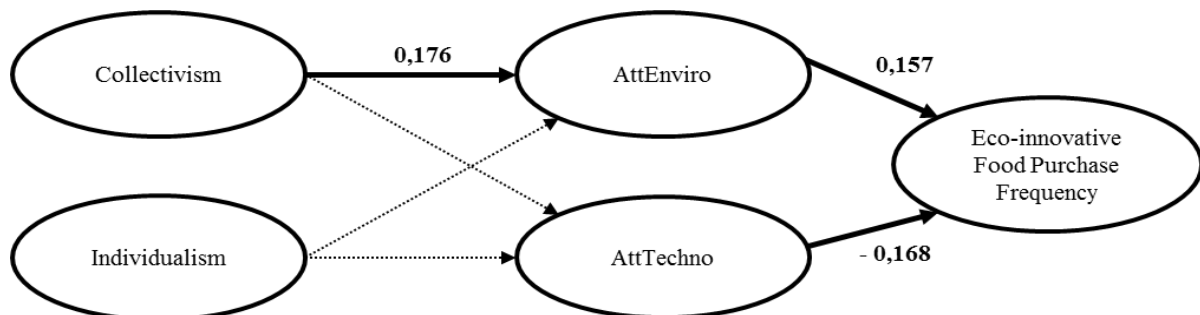 0,176
Collectivism
AttEnviro
0,157
Eco-innovative
Food Purchase
Frequency
Individualism
AttTechno
- 0,168